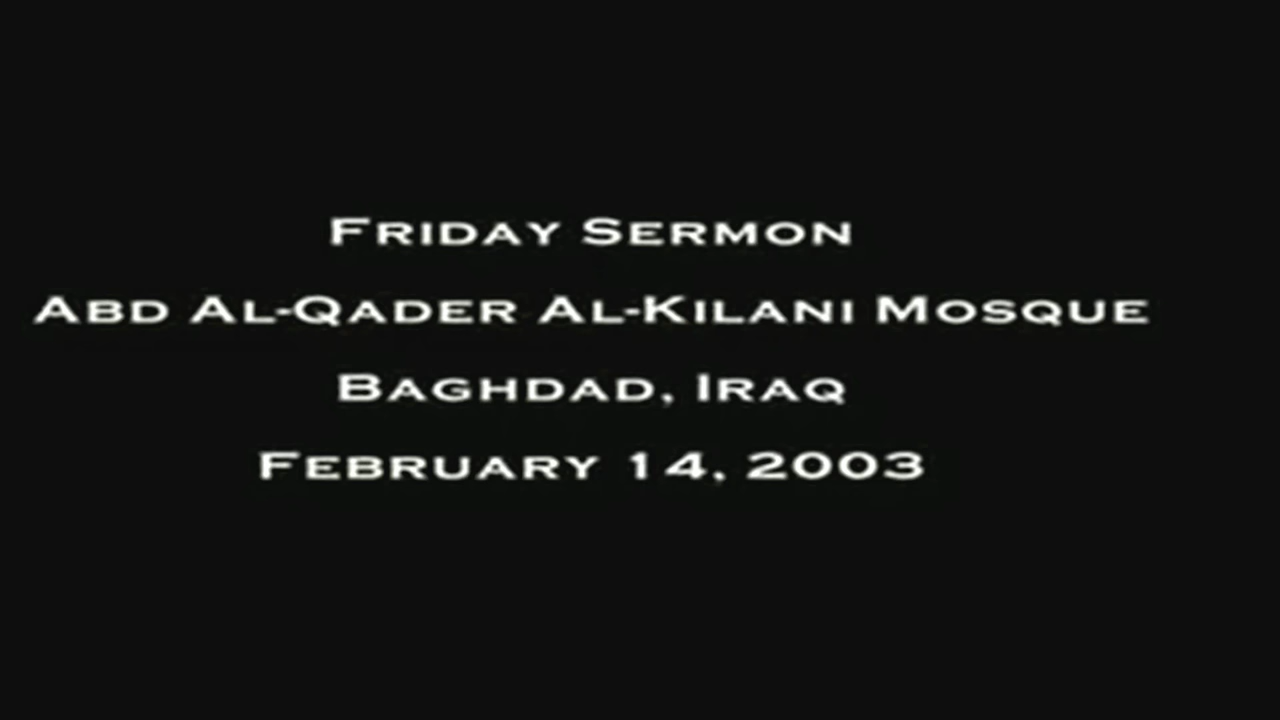 Friday Sermon
Abd Al-Qader Al-Kilani Mosque
Baghdad, Iraq
February 14, 2003